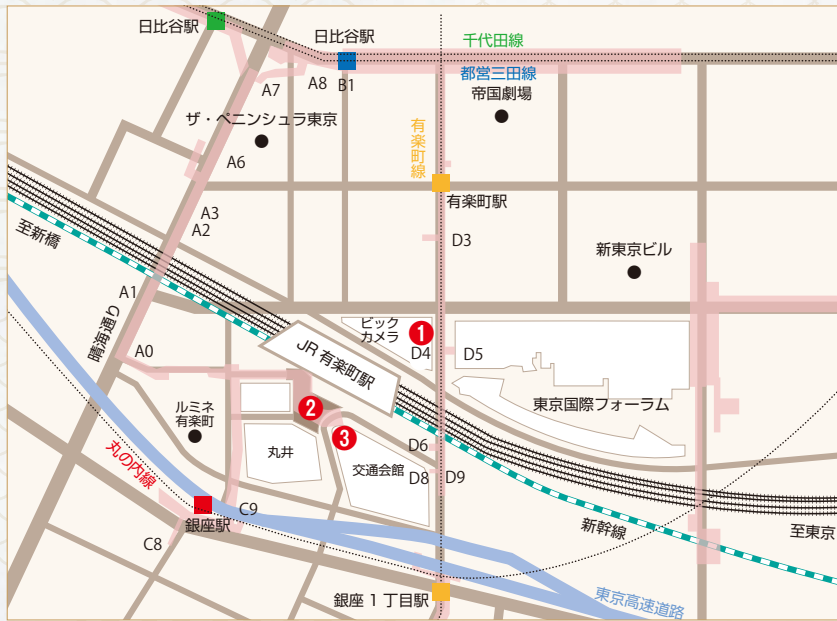 日比谷駅
日比谷駅
千代田線
都営三田線
A7
A8
B1
帝国劇場
ザ・ペニンシュラ東京
有楽町線
A6
有楽町駅
A3
A2
D3
新東京ビル
至新橋
A1
晴海通り
A0
ビック
カメラ
1
D4
D5
JR 有楽町駅
東京国際フォーラム
2
3
ルミネ
有楽町
丸井
交通会館
D6
D8
D9
丸の内線
銀座駅
C9
C8
新幹線
至東京
銀座 1 丁目駅
東京高速道路